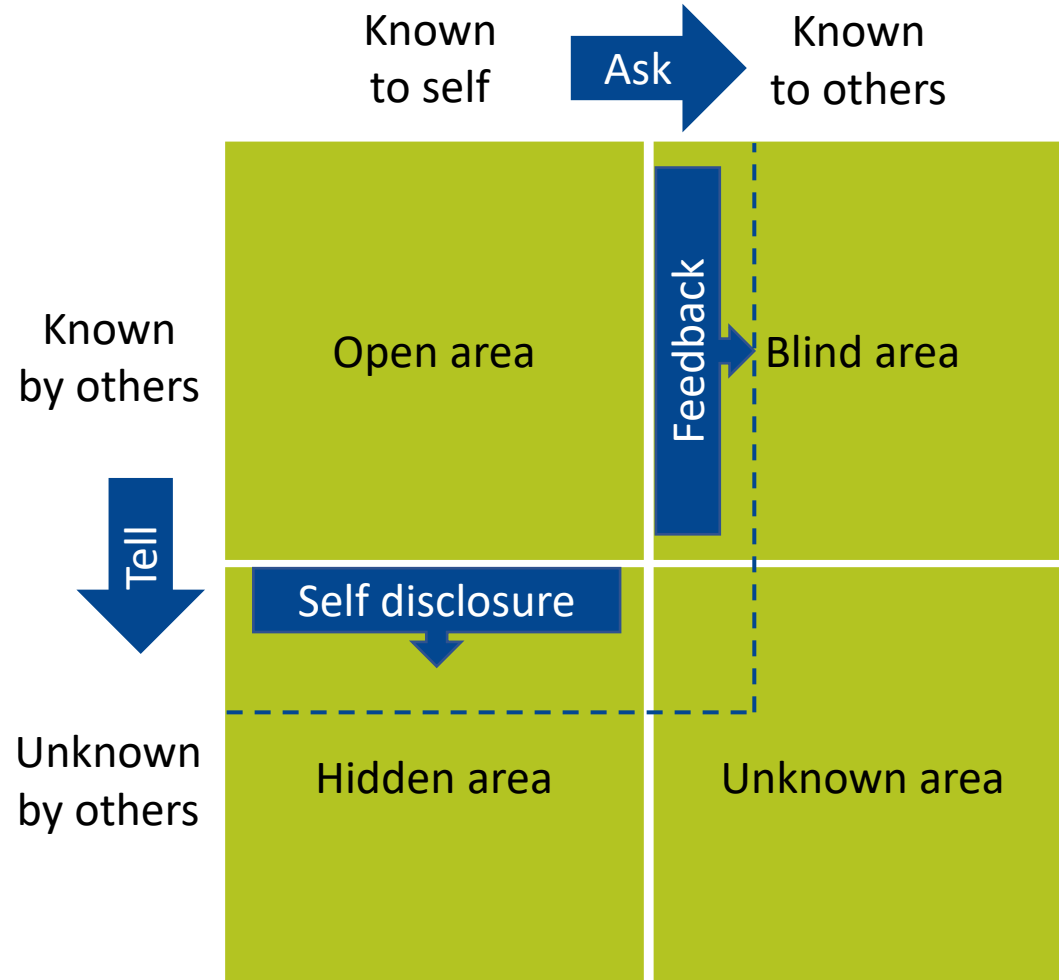 Known
to self
Ask
Known
to others
Known
by others
Open area
Feedback
Blind area
Tell
Self disclosure
Unknown
by others
Hidden area
Unknown area